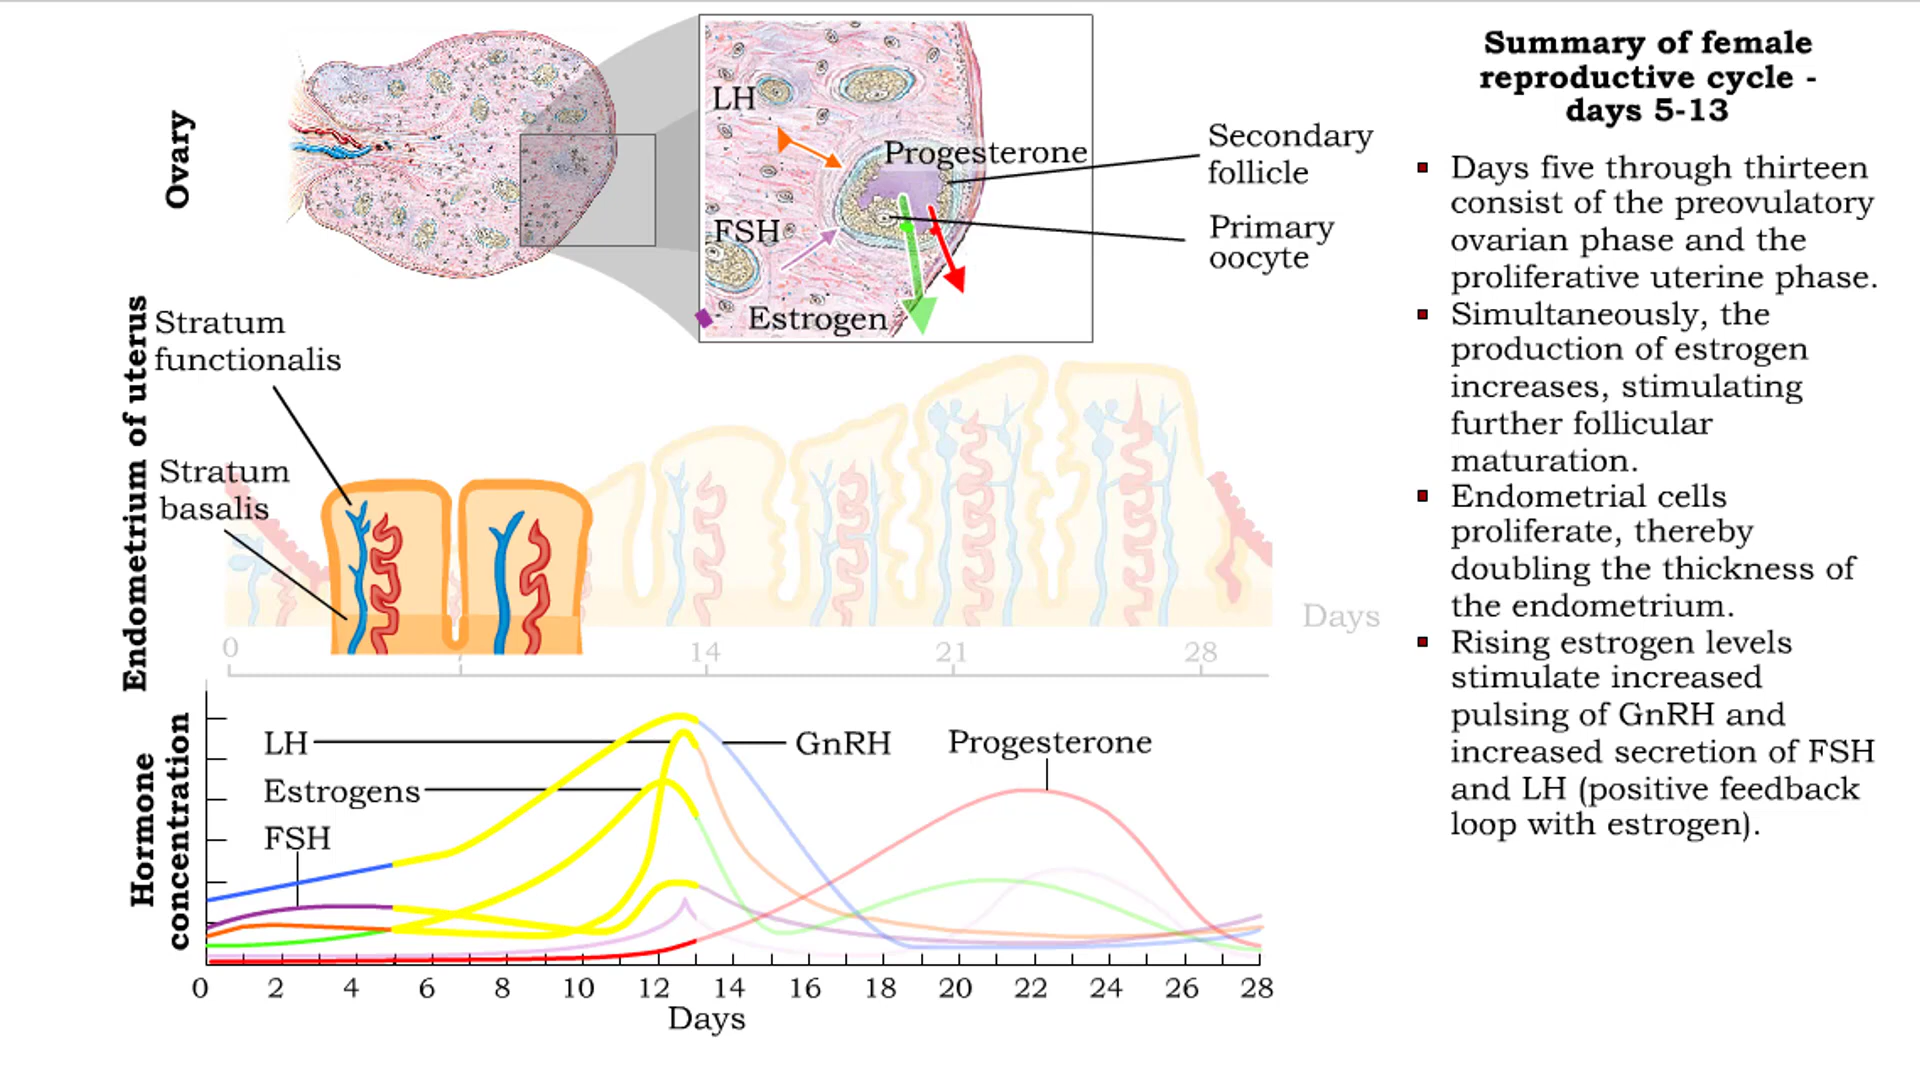 Summary of female
reproductive cycle -
days 5-13
Days five through thirteen
consist of the preovulatory
ovarian phase and the
proliferative uterine phase.
Simultaneously, the
production of estrogen
increases, stimulating
further follicular
maturation.
Endometrial cells
proliferate, thereby
doubling the thickness of
the endometrium.
Rising estrogen levels
stimulate increased
pulsing of GnRH and
increased secretion of FSH
and LH (positive feedback
loop with estrogen).
Ovary
LH
Progesterone
FSH
Estrogen
Secondary
follicle
Primary
oocyte
Endometrium of uterus
Stratum
functionalis
Stratum
basalis
Days
0 14 21 28
Hormone
concentration
LH
GnRH
Progesterone
Estrogens
FSH
0 2 4 6 8 10 12 14 16 18 20 22 24 26 28
Days